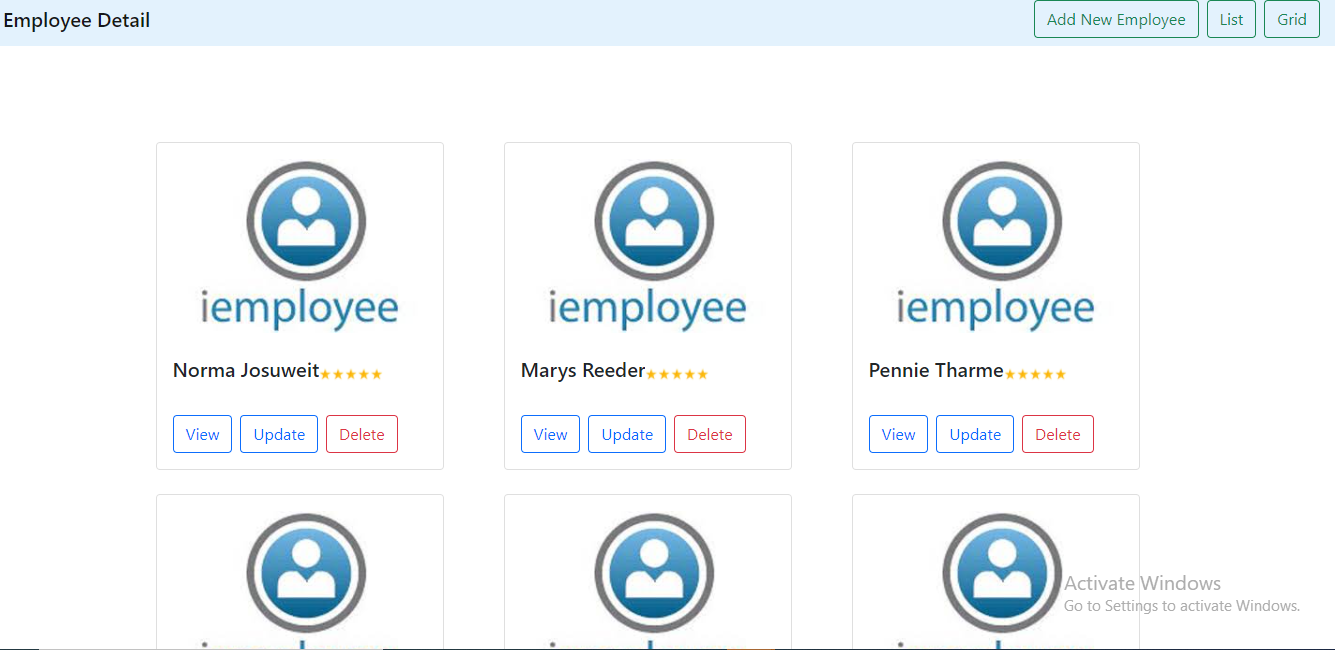 Employee Detail
Add New Employee List Grid
iemployee iemployee iemployee
Norma Josuweit Marys Reeder Pennie Tharme
View Update Delete View Update Delete View Update Delete
Activate Windows
Go to Settings to activate Windows.